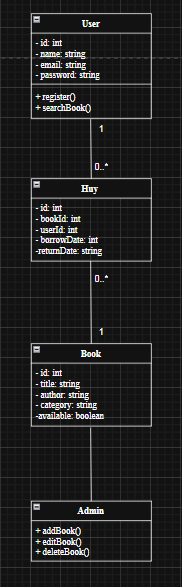 User
- id: int
- name: string
- email: string
- password: string
+ register()
+ searchBook()
1
0..*
Huy
- id: int
- bookId: int
- userId: int
- borrowDate: int
-returnDate: string
0..*
1
Book
- id: int
- title: string
- author: string
- category: string
-available: boolean
Admin
+ addBook()
+ editBook()
+ deleteBook()